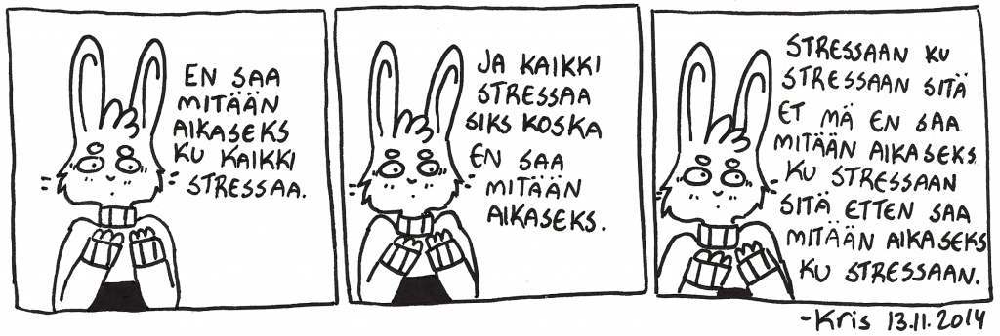 EN SAA
MITÄÄN
AIKASEKS
KU KAIKKI
STRESSAA.
JA KAIKKI
STRESSAA
SIKS KOSKA
EN SAA
MITÄÄN
AIKASEKS.
STRESSAAN KU
STRESSAAN SITÄ
ET MÄ EN SAA
MITÄÄN AIKASEKS
KU STRESSAAN
SITÄ ETTEN SAA
MITÄÄN AIKASEKS
KU STRESSAAN.
-Kris 13.11.2014